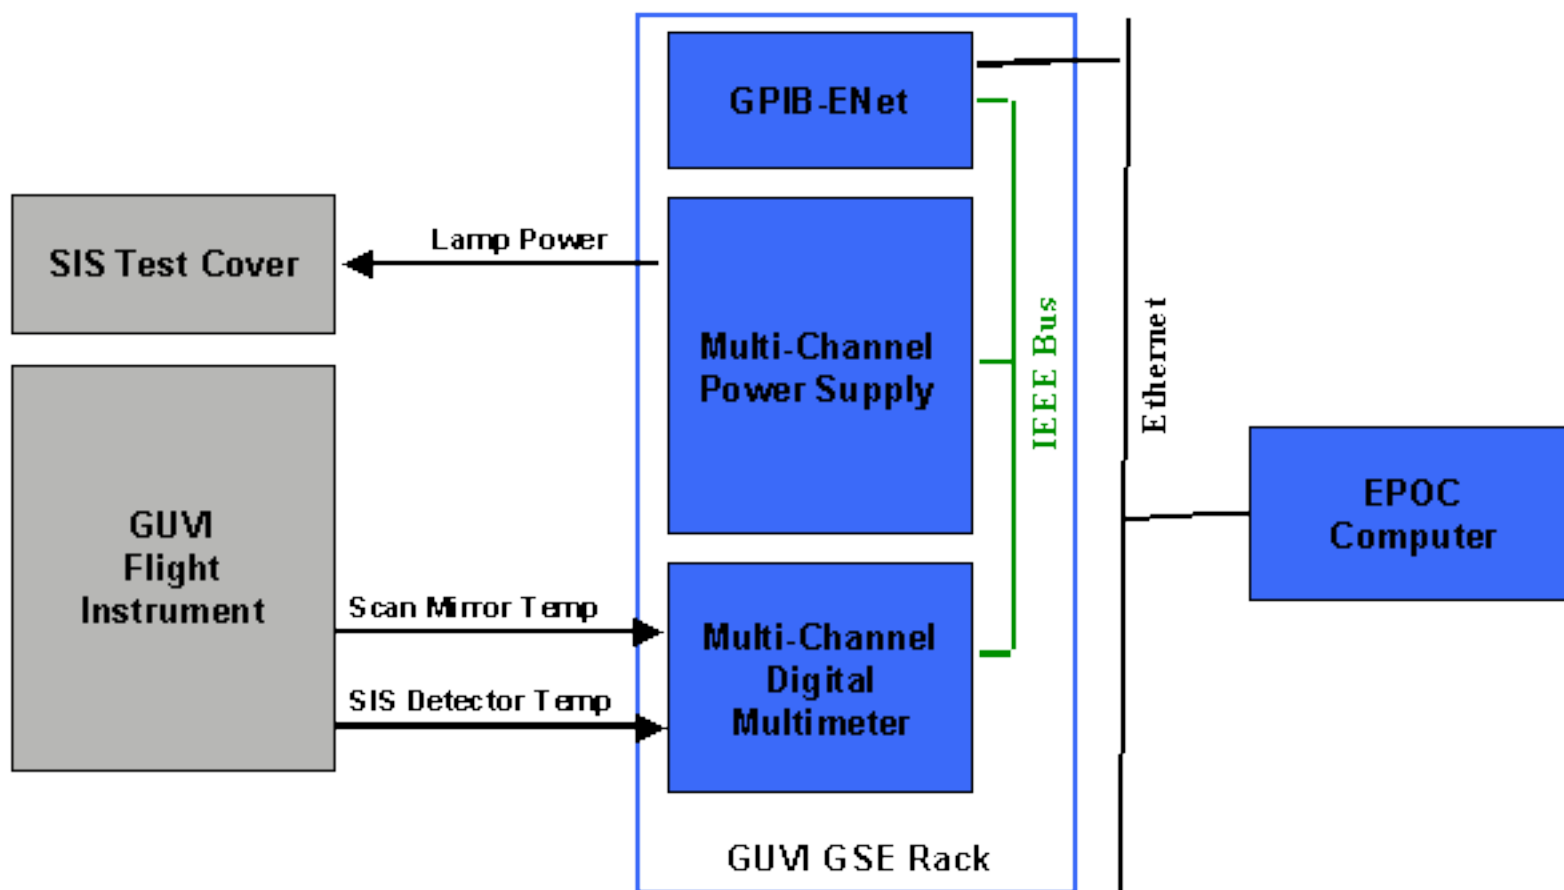 GPIB-ENet
SIS Test Cover
Lamp Power
Multi-Channel
Power Supply
IEEE Bus
Ethernet
EPOC
Computer
GUVI
Flight
Instrument
Scan Mirror Temp
SIS Detector Temp
Multi-Channel
Digital
Multimeter
GUVI GSE Rack